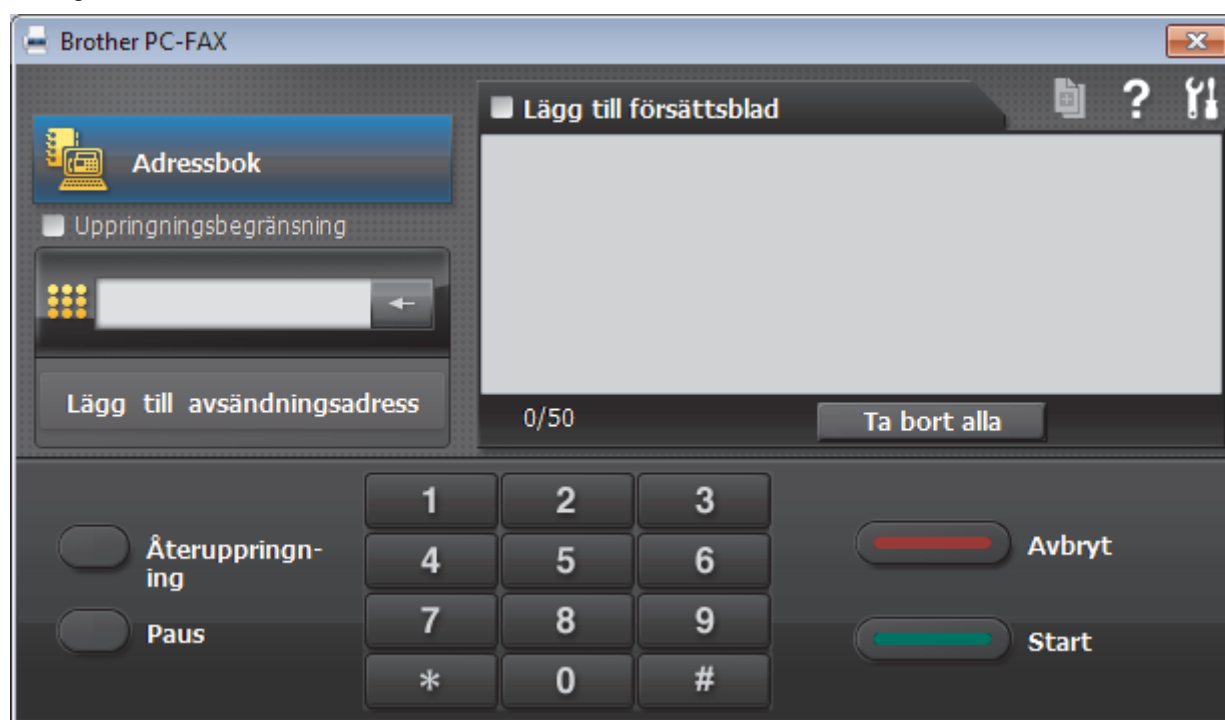 Brother PC-FAX
Lägg till försättsblad
?
Adressbok
Uppringningsbegränsning
Lägg till avsändningsadress
0/50
Ta bort alla
1 2 3
4 5 6
7 8 9
* 0 #
Återuppringn-
ing
Paus
Avbryt
Start